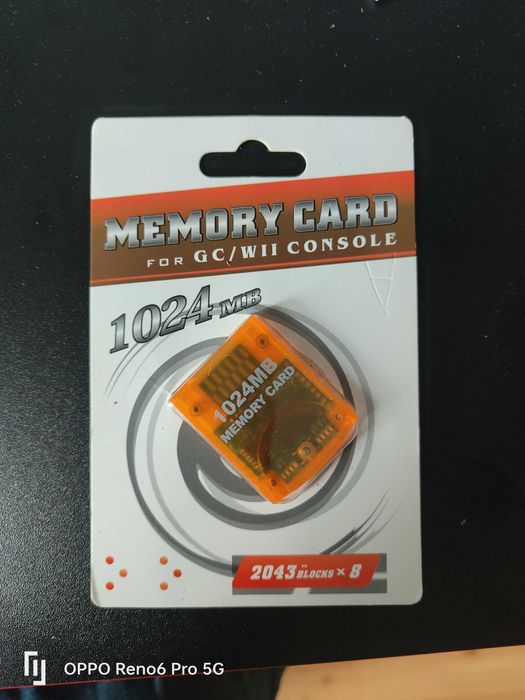 MEMORY CARD
FOR GC/WII CONSOLE
1024MB
1024MB
MEMORY CARD
2043 BLOCKS × 8
OPPO Reno6 Pro 5G